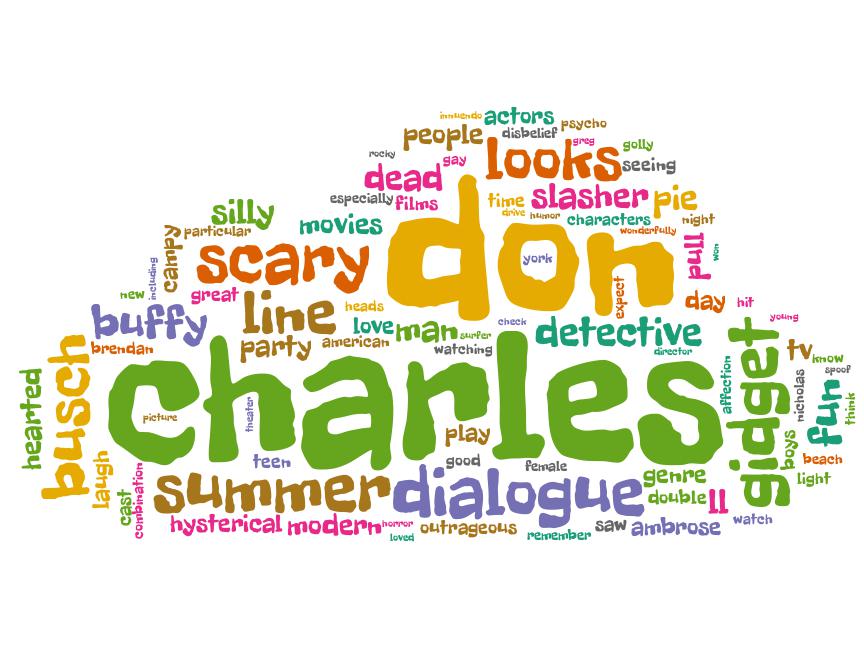 innuendo
actors
psycho
people
disbelief
greg
golly
rocky
gay
looks
seeing
dead
especially
films
time
slasher
pie
silly
movies
drive
humor
characters
night
particular
wonderfully
campy
don
pull
won
scary
york
including
new
great
expect
day
hit
buffy
line
heads
love
man
surfer
check
detective
young
brendan
party
american
watching
director
tv
know
spoof
busch
charles
gidget
affection
nicholas
fun
think
hearted
picture
theater
play
boys
beach
laugh
teen
good
female
genre
light
cast
combination
summer
dialogue
double
ll
hysterical
modern
horror
outrageous
saw
ambrose
watch
loved
remember